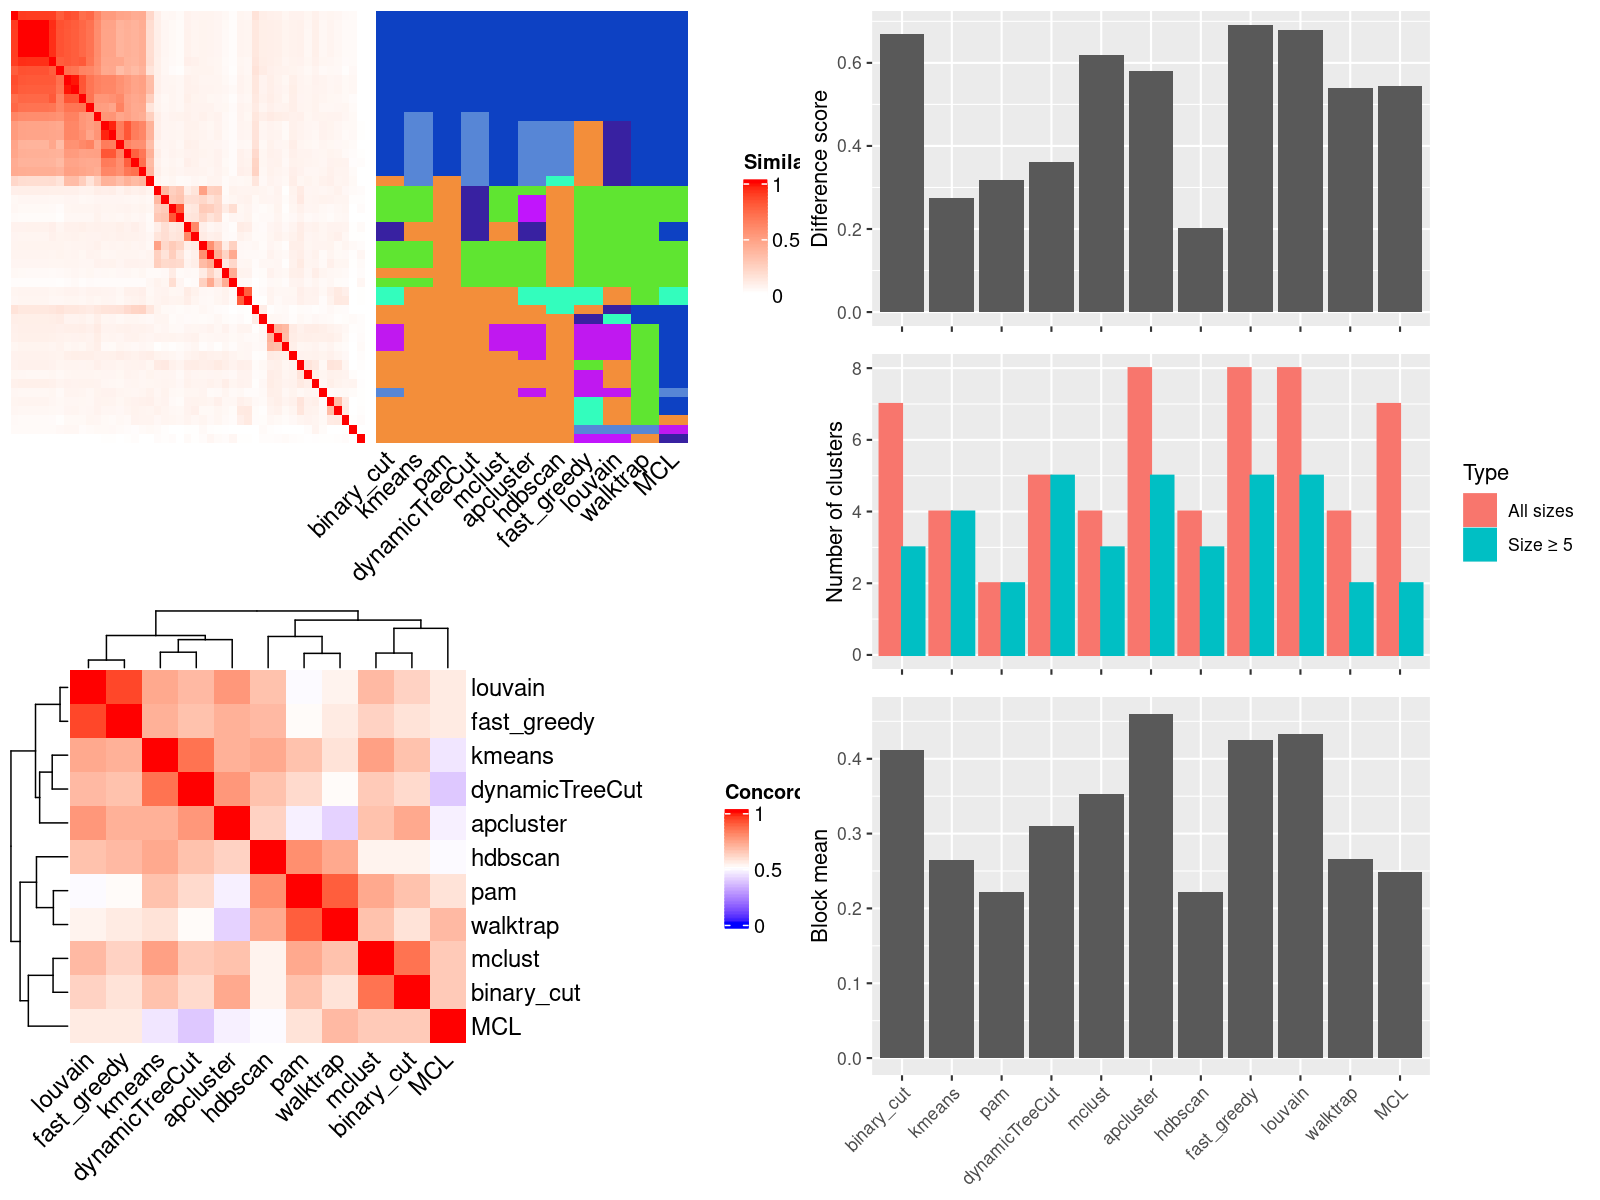 Simila
1
0.5
0
binary_cut
kmeans
pam
dynamicTreeCut
mclust
apcluster
hdbscan
fast_greedy
louvain
walktrap
MCL
louvain
fast_greedy
kmeans
dynamicTreeCut
apcluster
hdbscan
pam
walktrap
mclust
binary_cut
MCL
louvain
fast_greedy
kmeans
dynamicTreeCut
apcluster
hdbscan
pam
walktrap
mclust
binary_cut
MCL
Concord
1
0.5
0
Difference score
0.6
0.4
0.2
0.0
Number of clusters
8
6
4
2
0
Type
All sizes
Size ≥ 5
Block mean
0.4
0.3
0.2
0.1
0.0
binary_cut
kmeans
pam
dynamicTreeCut
mclust
apcluster
hdbscan
fast_greedy
louvain
walktrap
MCL